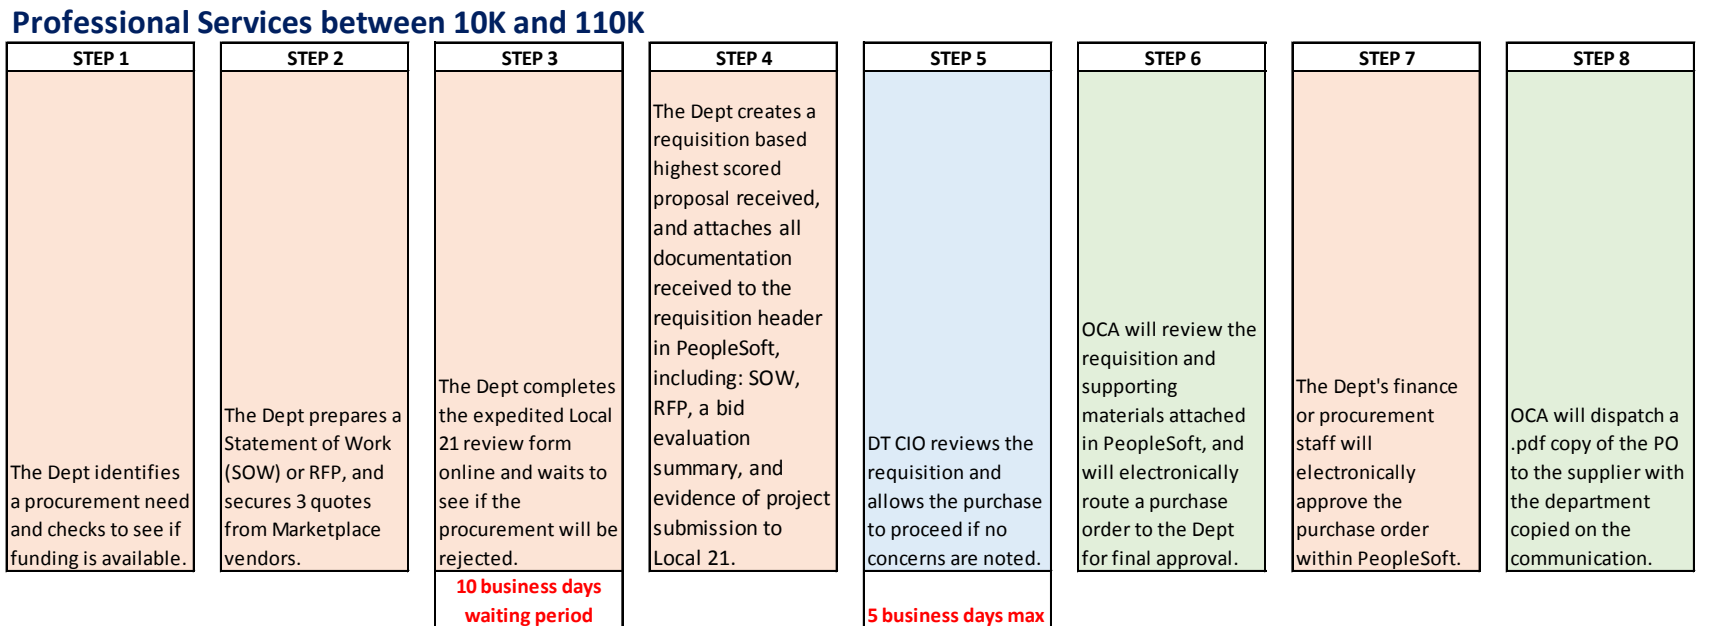 Professional Services between 10K and 110K
STEP 1
The Dept identifies
a procurement need
and checks to see if
funding is available.
STEP 2
The Dept prepares a
Statement of Work
(SOW) or RFP, and
secures 3 quotes
from Marketplace
vendors.
STEP 3
The Dept completes
the expedited Local
21 review form
online and waits to
see if the
procurement will be
rejected.
10 business days
waiting period
STEP 4
The Dept creates a
requisition based
highest scored
proposal received,
and attaches all
documentation
received to the
requisition header
in PeopleSoft,
including: SOW,
RFP, a bid
evaluation
summary, and
evidence of project
submission to
Local 21.
STEP 5
DT CIO reviews the
requisition and
allows the purchase
to proceed if no
concerns are noted.
5 business days max
STEP 6
OCA will review the
requisition and
supporting
materials attached
in PeopleSoft, and
will electronically
route a purchase
order to the Dept
for final approval.
STEP 7
The Dept's finance
or procurement
staff will
electronically
approve the
purchase order
within PeopleSoft.
STEP 8
OCA will dispatch a
.pdf copy of the PO
to the supplier with
the department
copied on the
communication.